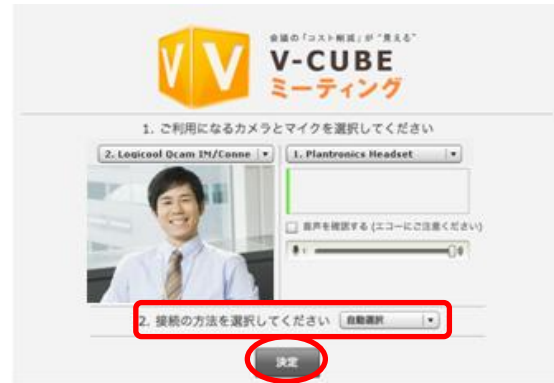 会議の「コスト削減」が“見える”
V-CUBE
ミーティング
1. ご利用になるカメラとマイクを選択してください
2. Logicool Qcam IM/Conne
1. Plantronics Headset
音声を確認する (エコーにご注意ください)
2. 接続の方法を選択してください 自動選択
決定